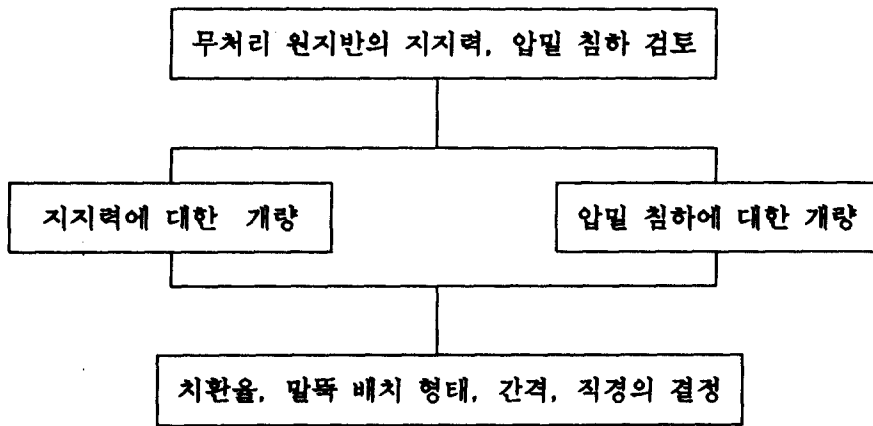 무처리 원지반의 지지력, 압밀 침하 검토
지지력에 대한 개량
압밀 침하에 대한 개량
치환율, 말뚝 배치 형태, 간격, 직경의 결정